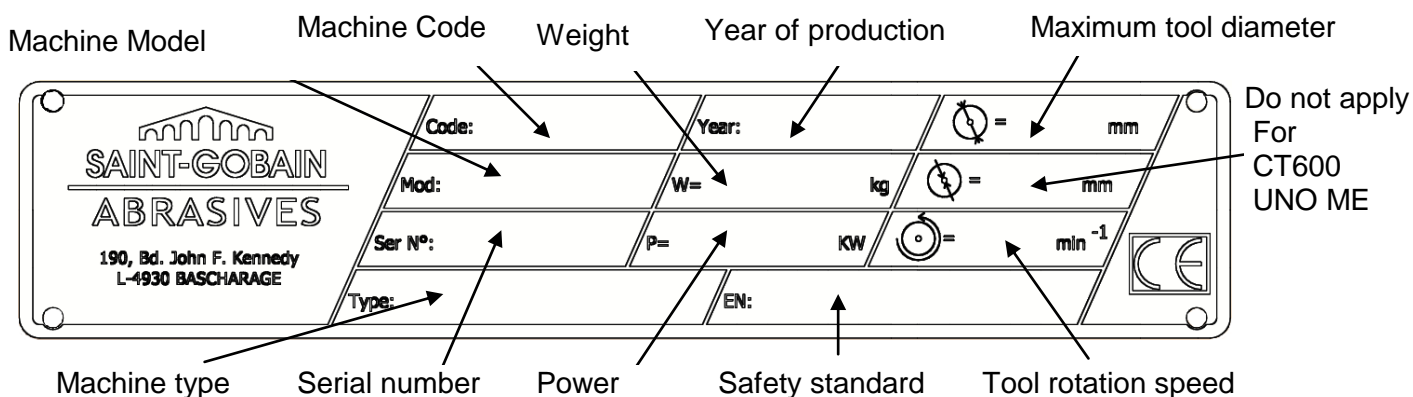 Machine Model
Machine Code
Weight
Year of production
Maximum tool diameter
Do not apply
For
CT600
UNO ME
SAINT-GOBAIN
ABRASIVES
190, Bd. John F. Kennedy
L-4930 BASCHARAGE
Code:
Year:
= mm
Mod:
W= kg
= mm
Ser Nº:
P= KW
= min -1
Type:
EN:
CE
Machine type
Serial number
Power
Safety standard
Tool rotation speed